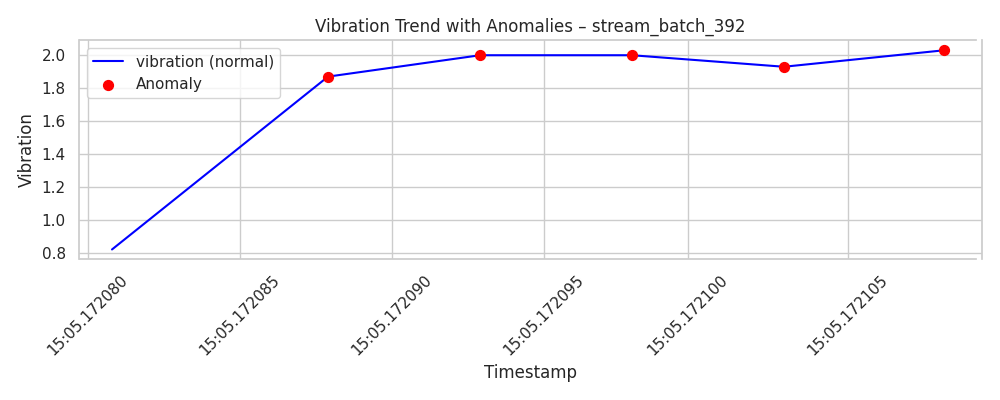 Vibration Trend with Anomalies – stream_batch_392
vibration (normal)
Anomaly
Vibration
2.0
1.8
1.6
1.4
1.2
1.0
0.8
15:05.172080
15:05.172085
15:05.172090
15:05.172095
15:05.172100
15:05.172105
Timestamp